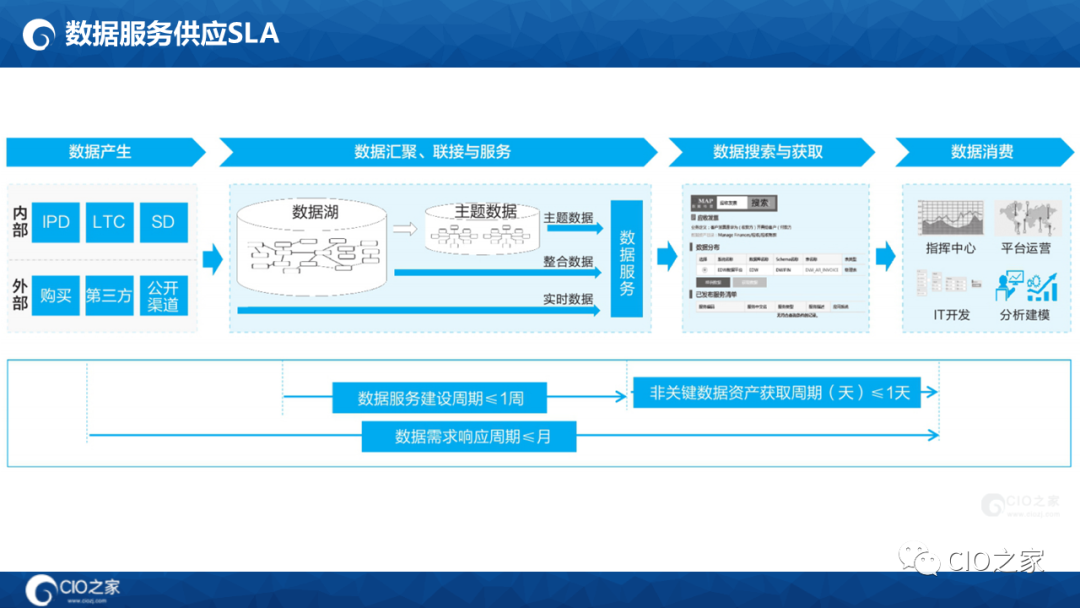 数据服务供应SLA
数据产生
数据汇聚、联接与服务
数据搜索与获取
数据消费
内部
IPD
LTC
SD
外部
购买
第三方
公开
渠道
数据湖
主题数据
主题数据
整合数据
实时数据
数据服务
MAP
搜索
数据分布
已发布服务清单
指挥中心
平台运营
IT开发
分析建模
数据服务建设周期≤1周
非关键数据资产获取周期（天）≤1天
数据需求响应周期≤月
CIO之家
www.ciozj.com
CIO之家
CIO之家
www.ciozj.com